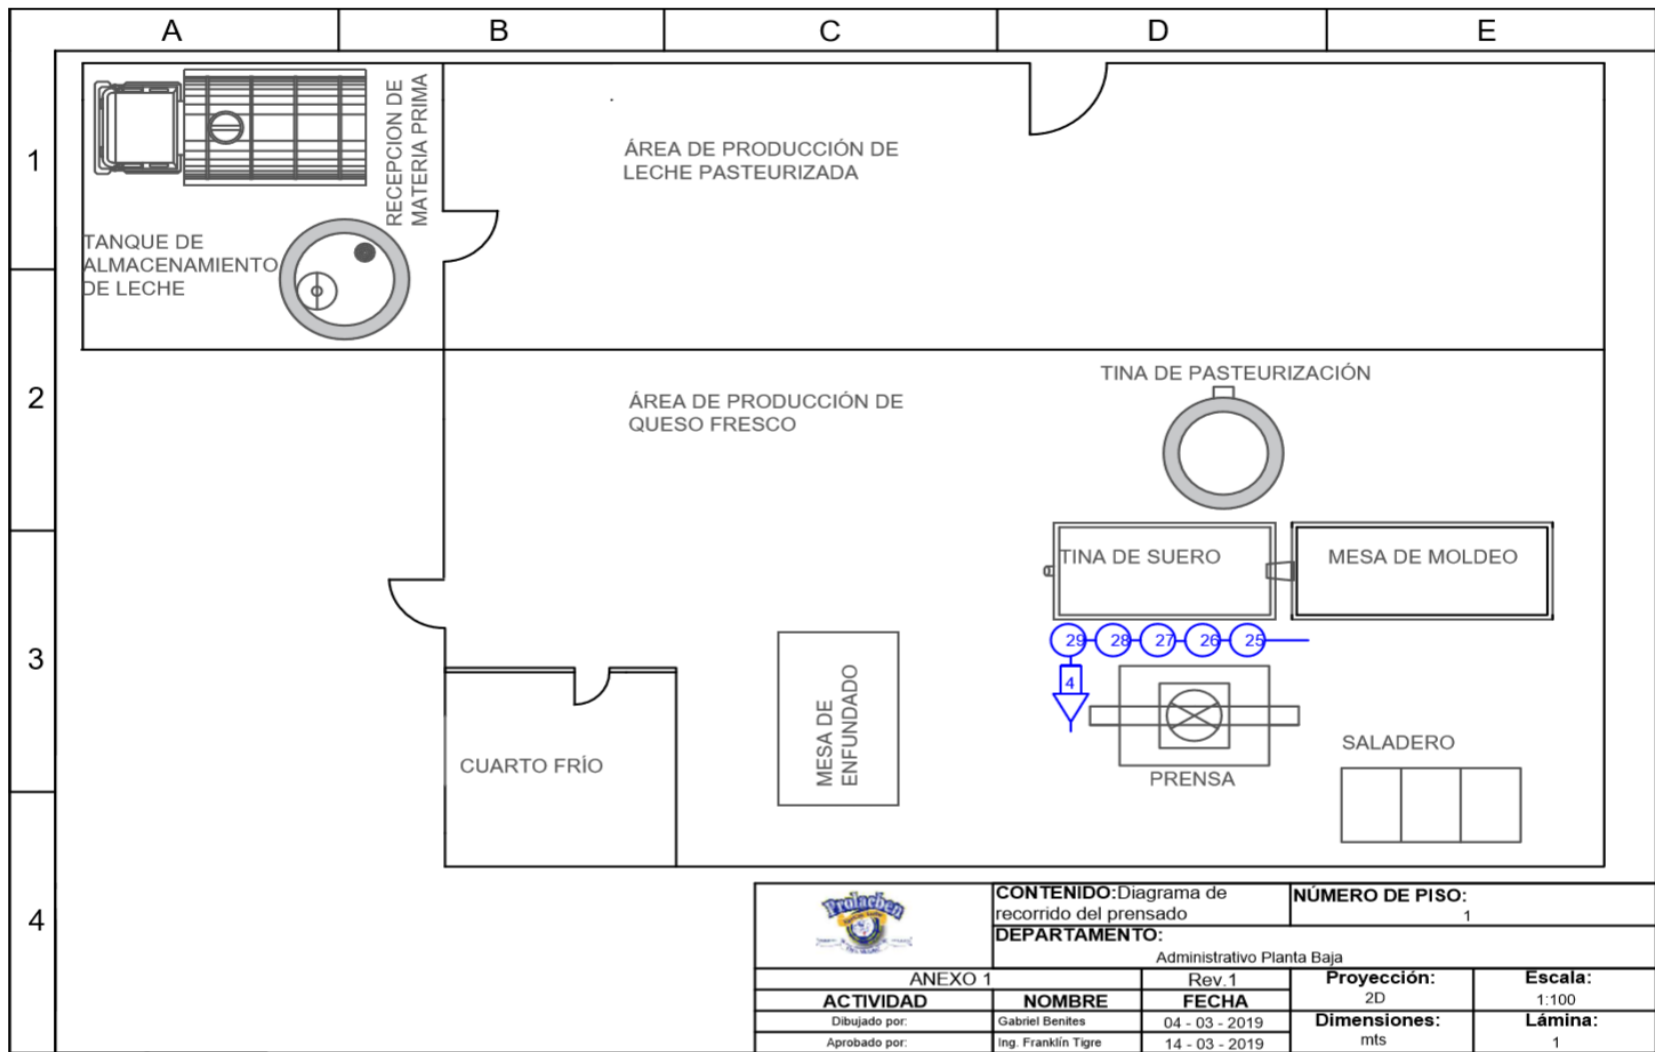 A B C D E
1
2
3
4
RECEPCION DE
MATERIA PRIMA
TANQUE DE
ALMACENAMIENTO
DE LECHE
ÁREA DE PRODUCCIÓN DE
LECHE PASTEURIZADA
ÁREA DE PRODUCCIÓN DE
QUESO FRESCO
TINA DE PASTEURIZACIÓN
TINA DE SUERO
MESA DE MOLDEO
29 28 27 26 25
4
PRENSA
SALADERO
MESA DE
ENFUNDADO
CUARTO FRÍO
Prolacben
CONTENIDO:Diagrama de
recorrido del prensado
NÚMERO DE PISO:
1
DEPARTAMENTO:
Administrativo Planta Baja
ANEXO 1 Rev.1
Proyección:
2D
Escala:
1:100
ACTIVIDAD NOMBRE FECHA
Dibujado por: Gabriel Benites 04 - 03 - 2019
Aprobado por: Ing. Franklín Tigre 14 - 03 - 2019
Dimensiones:
mts
Lámina:
1